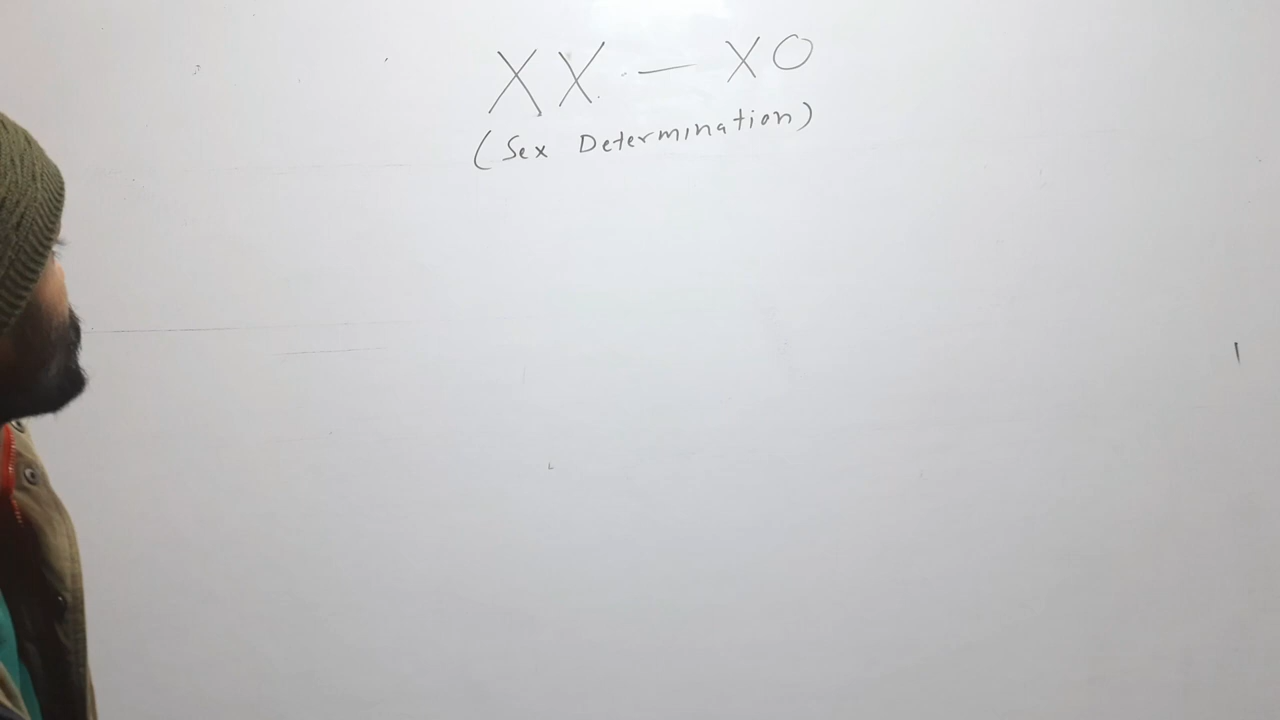 XX - XO
(Sex Determination)